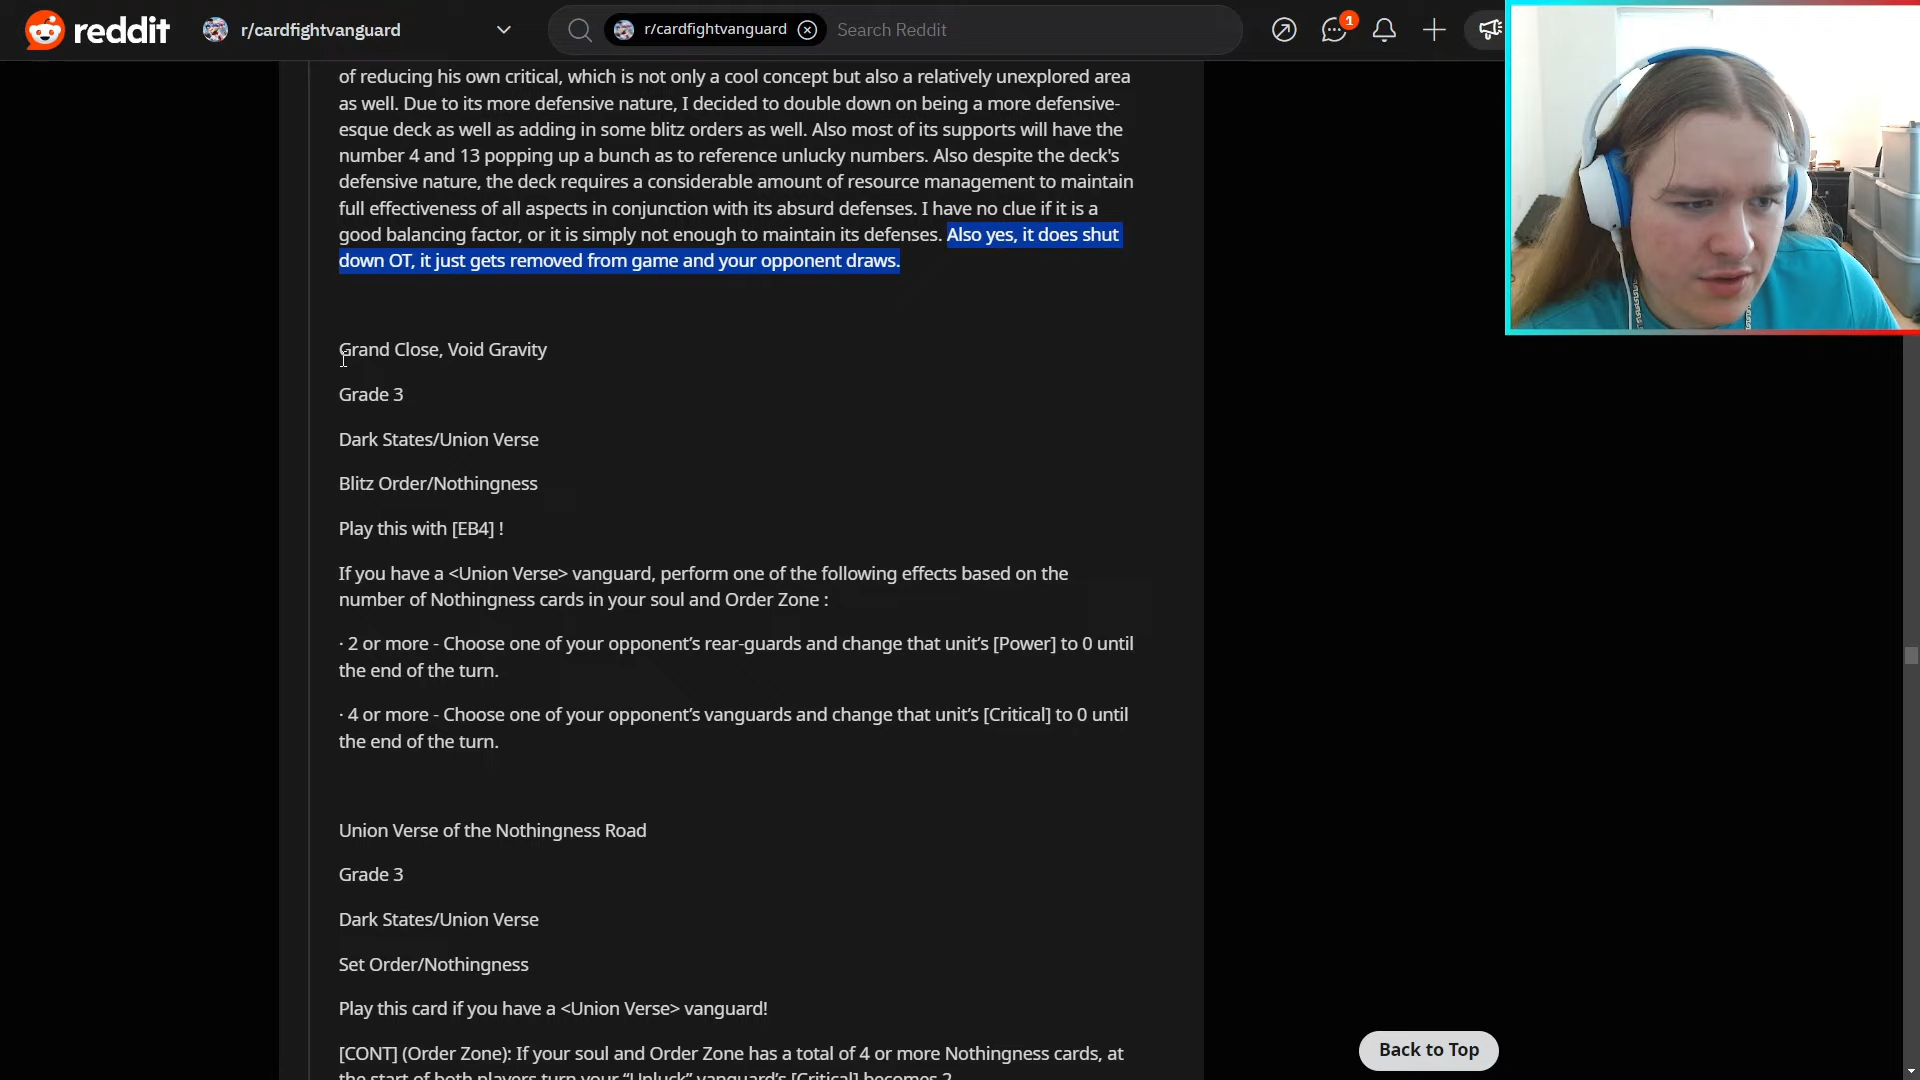 reddit
r/cardfightvanguard
r/cardfightvanguard
Search Reddit
1
of reducing his own critical, which is not only a cool concept but also a relatively unexplored area
as well. Due to its more defensive nature, I decided to double down on being a more defensive-
esque deck as well as adding in some blitz orders as well. Also most of its supports will have the
number 4 and 13 popping up a bunch as to reference unlucky numbers. Also despite the deck's
defensive nature, the deck requires a considerable amount of resource management to maintain
full effectiveness of all aspects in conjunction with its absurd defenses. I have no clue if it is a
good balancing factor, or it is simply not enough to maintain its defenses. Also yes, it does shut
down OT, it just gets removed from game and your opponent draws.
Grand Close, Void Gravity
Grade 3
Dark States/Union Verse
Blitz Order/Nothingness
Play this with [EB4] !
If you have a <Union Verse> vanguard, perform one of the following effects based on the
number of Nothingness cards in your soul and Order Zone :
· 2 or more - Choose one of your opponent’s rear-guards and change that unit’s [Power] to 0 until
the end of the turn.
· 4 or more - Choose one of your opponent’s vanguards and change that unit’s [Critical] to 0 until
the end of the turn.
Union Verse of the Nothingness Road
Grade 3
Dark States/Union Verse
Set Order/Nothingness
Play this card if you have a <Union Verse> vanguard!
[CONT] (Order Zone): If your soul and Order Zone has a total of 4 or more Nothingness cards, at
the start of both players turn your “Unluck” vanguard’s [Critical] becomes 2
Back to Top